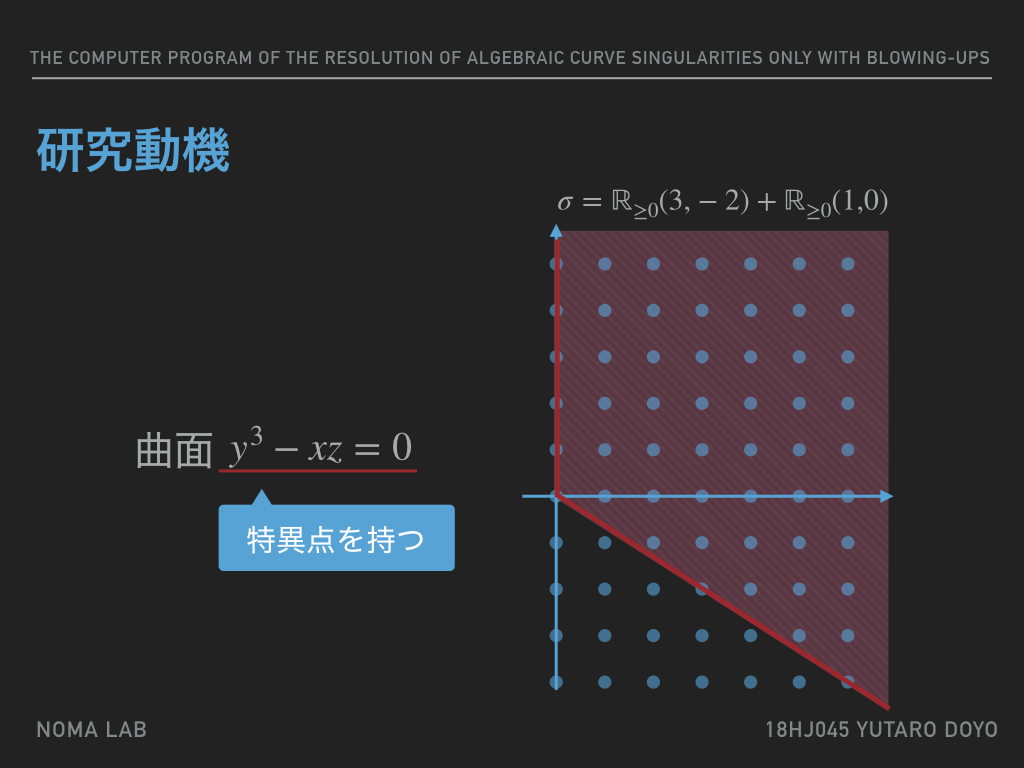 THE COMPUTER PROGRAM OF THE RESOLUTION OF ALGEBRAIC CURVE SINGULARITIES ONLY WITH BLOWING-UPS
研究動機
σ = ℝ≥0(3, − 2) + ℝ≥0(1,0)
曲面 y³ − xz = 0
特異点を持つ
NOMA LAB
18HJ045 YUTARO DOYO